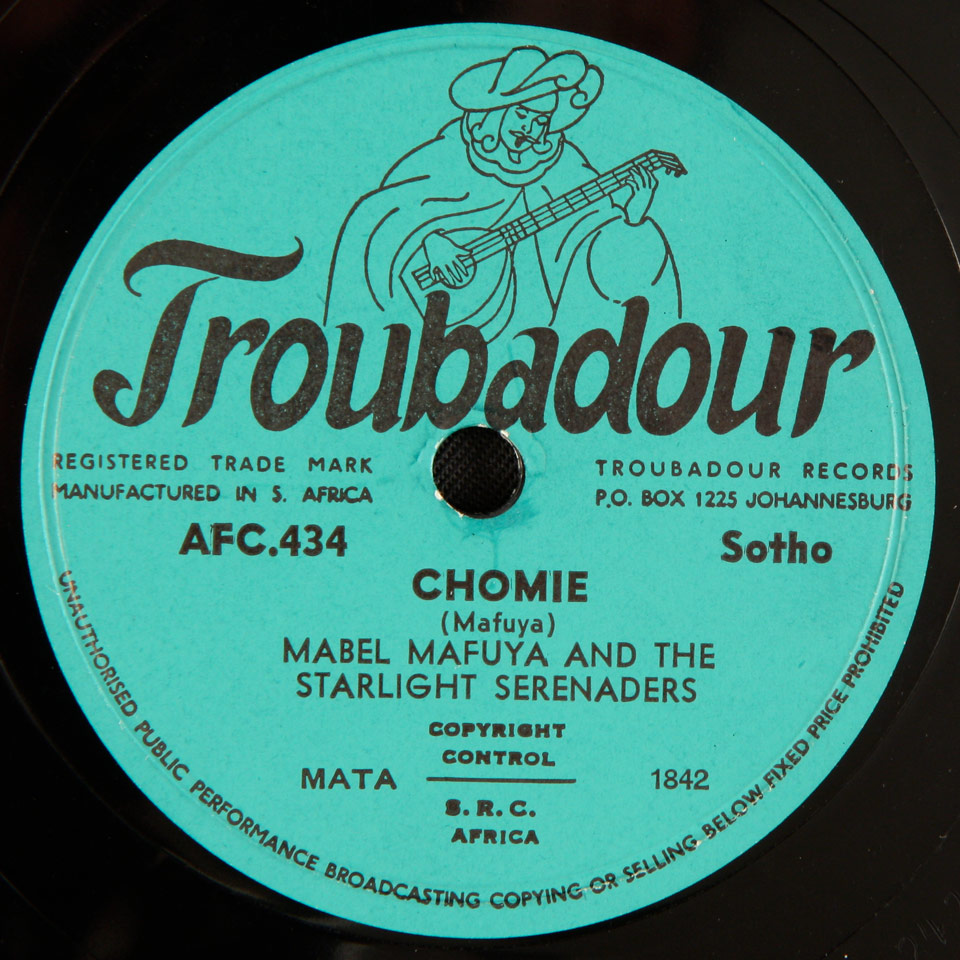 Troubadour
REGISTERED TRADE MARK
MANUFACTURED IN S. AFRICA
TROUBADOUR RECORDS
P.O. BOX 1225 JOHANNESBURG
AFC.434
Sotho
CHOMIE
(Mafuya)
MABEL MAFUYA AND THE
STARLIGHT SERENADERS
COPYRIGHT
CONTROL
MATA
1842
S.R.C.
AFRICA
UNAUTHORISED PUBLIC PERFORMANCE BROADCASTING COPYING OR SELLING BELOW FIXED PRICE PROHIBITED